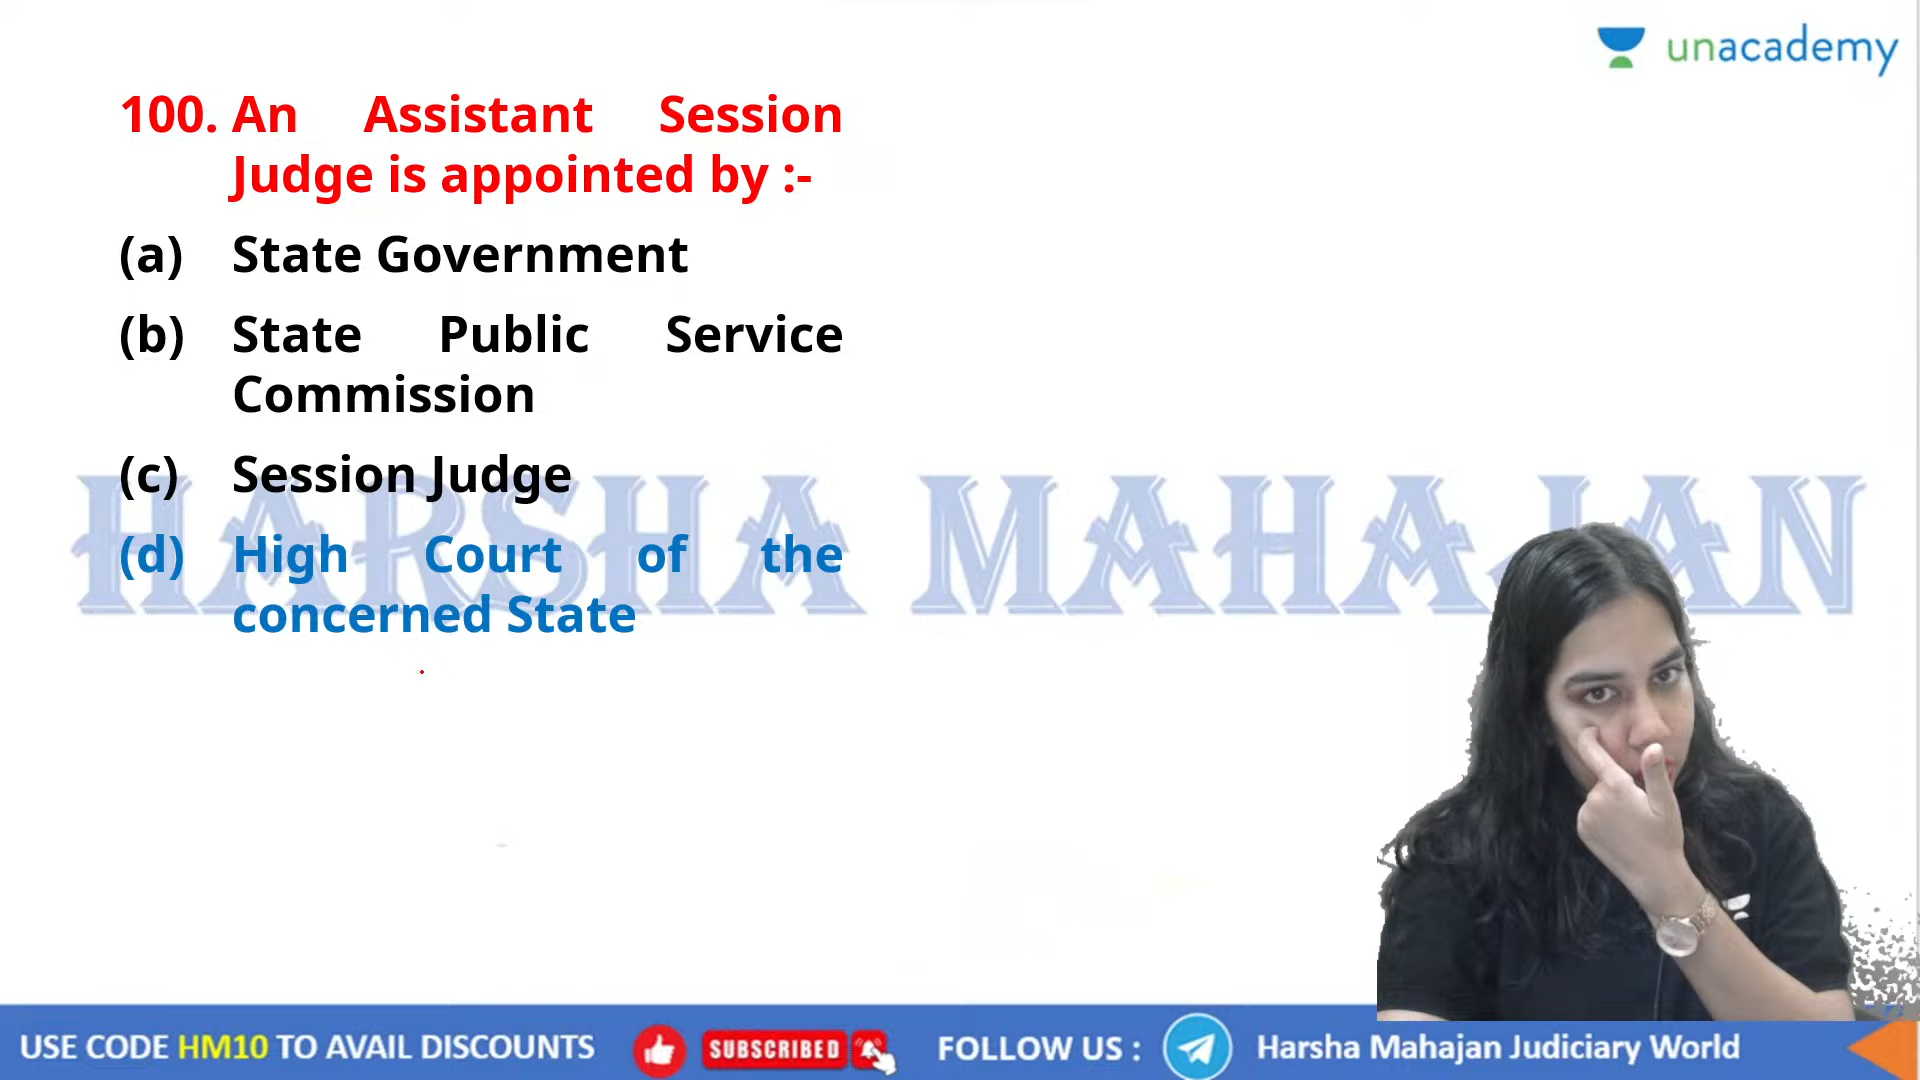 unacademy
100. An Assistant Session
Judge is appointed by :-
(a) State Government
(b) State Public Service
Commission
(c) Session Judge
(d) High Court of the
concerned State
HARSHA MAHAJAN
USE CODE HM10 TO AVAIL DISCOUNTS
SUBSCRIBED
FOLLOW US :
Harsha Mahajan Judiciary World